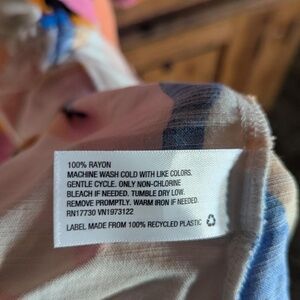 100% RAYON
MACHINE WASH COLD WITH LIKE COLORS.
GENTLE CYCLE. ONLY NON-CHLORINE
BLEACH IF NEEDED. TUMBLE DRY LOW.
REMOVE PROMPTLY. WARM IRON IF NEEDED.
RN17730 VN1973122
LABEL MADE FROM 100% RECYCLED PLASTIC